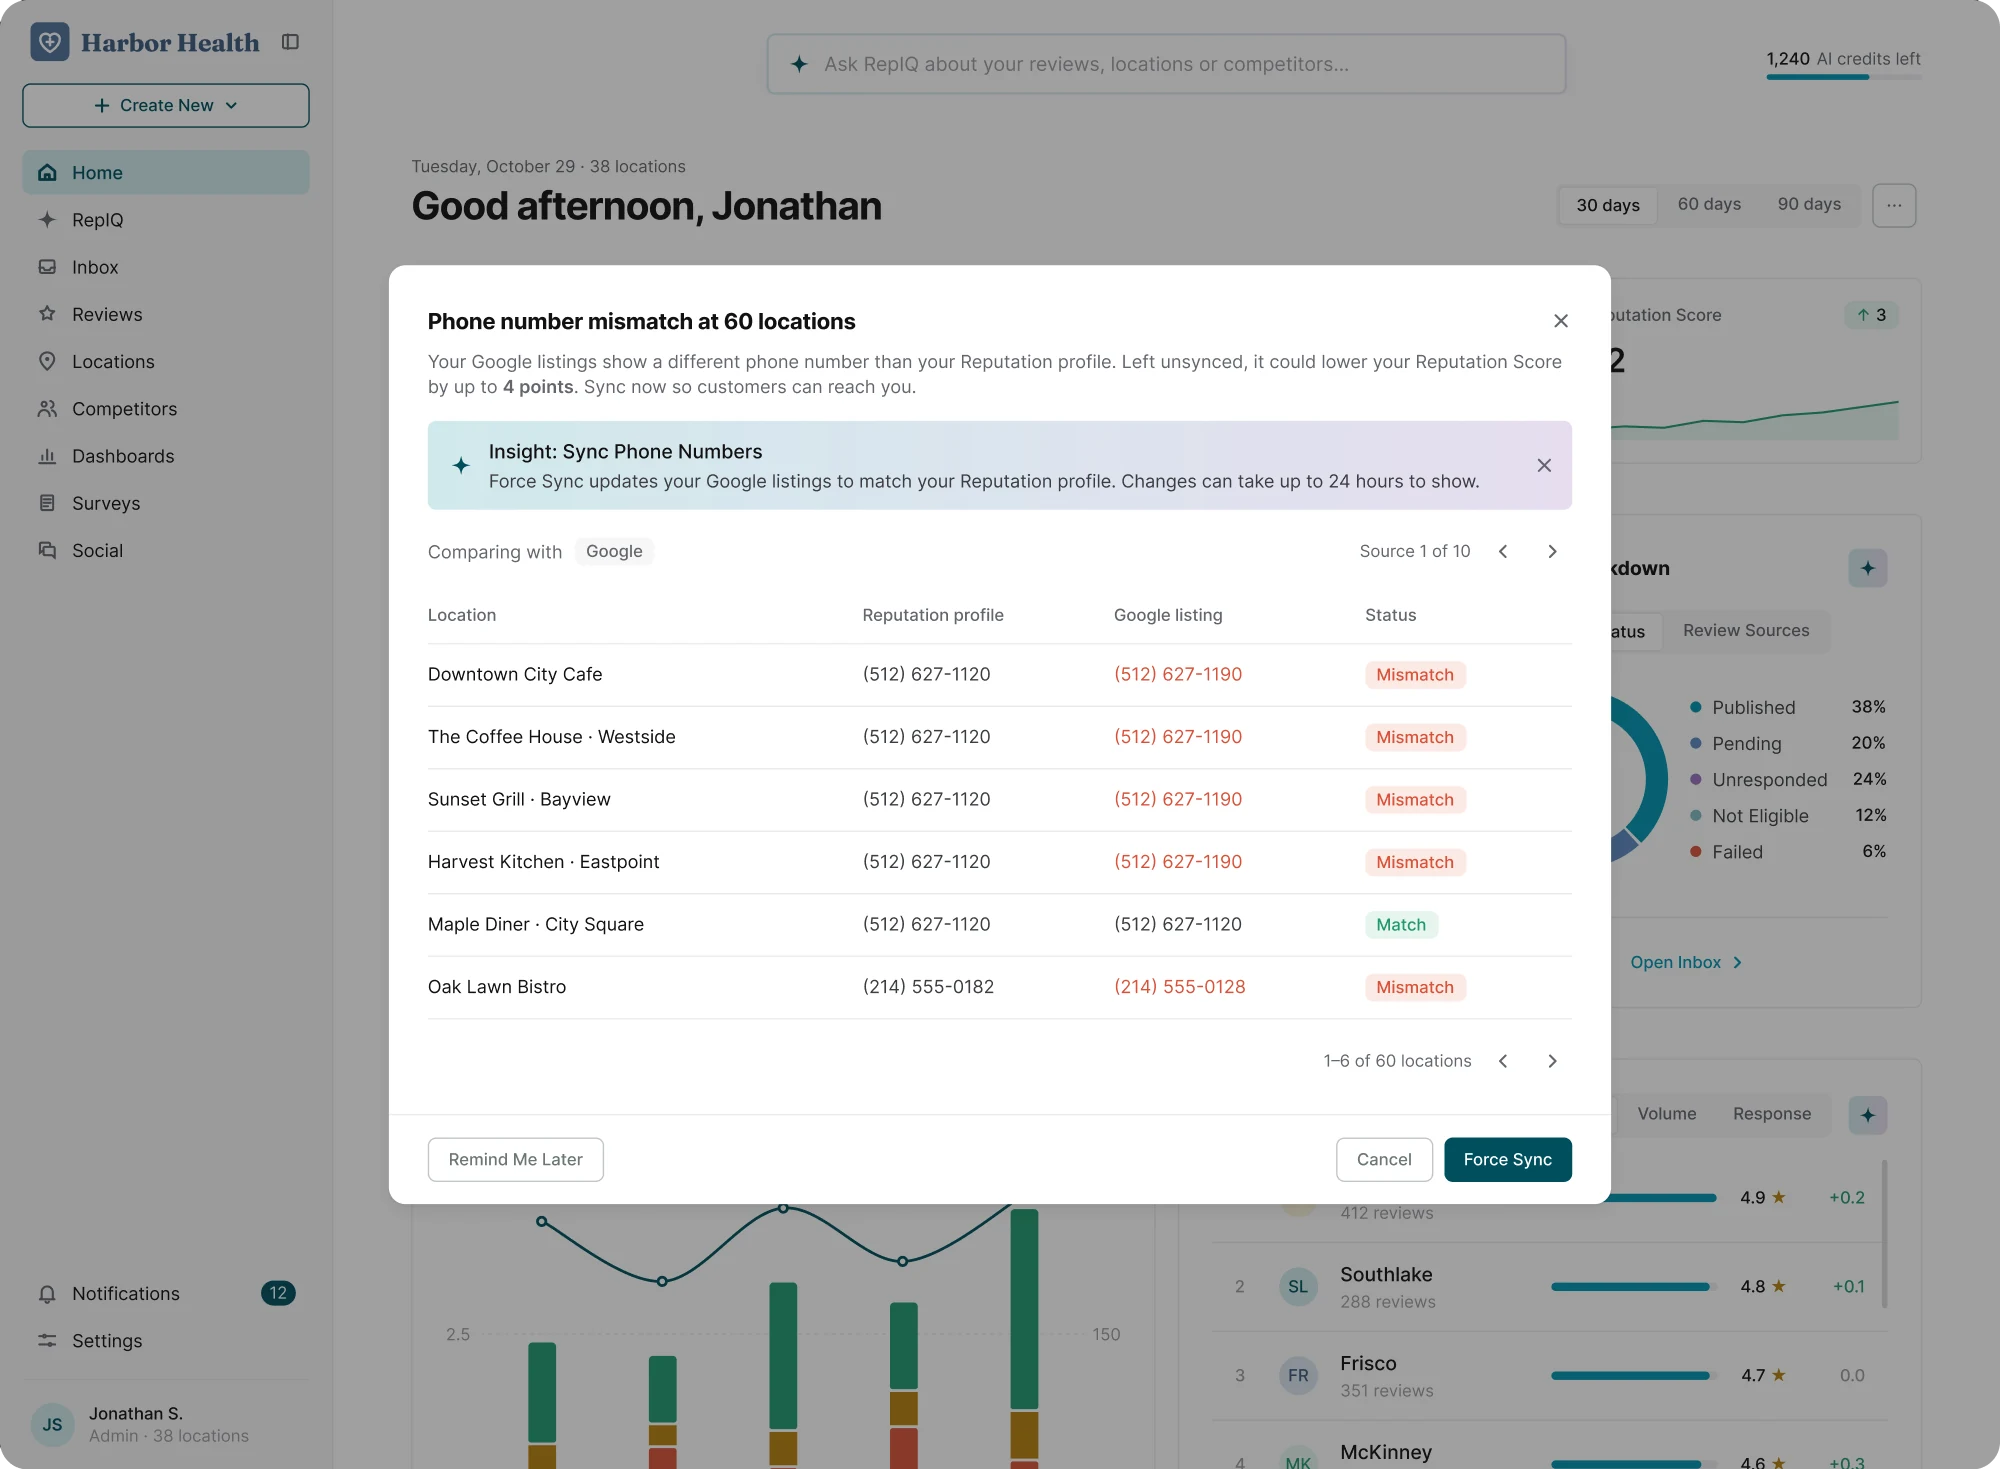 Harbor Health
Create New
Home
RepIQ
Inbox
Reviews
Locations
Competitors
Dashboards
Surveys
Social
Notifications 12
Settings
JS
Jonathan S.
Admin · 38 locations
Ask RepIQ about your reviews, locations or competitors...
1,240 AI credits left
Tuesday, October 29 · 38 locations
Good afternoon, Jonathan
30 days 60 days 90 days
Phone number mismatch at 60 locations
Your Google listings show a different phone number than your Reputation profile. Left unsynced, it could lower your Reputation Score
by up to 4 points. Sync now so customers can reach you.
Insight: Sync Phone Numbers
Force Sync updates your Google listings to match your Reputation profile. Changes can take up to 24 hours to show.
Comparing with Google
Source 1 of 10
Location Reputation profile Google listing Status
Downtown City Cafe (512) 627-1120 (512) 627-1190 Mismatch
The Coffee House · Westside (512) 627-1120 (512) 627-1190 Mismatch
Sunset Grill · Bayview (512) 627-1120 (512) 627-1190 Mismatch
Harvest Kitchen · Eastpoint (512) 627-1120 (512) 627-1190 Mismatch
Maple Diner · City Square (512) 627-1120 (512) 627-1120 Match
Oak Lawn Bistro (214) 555-0182 (214) 555-0128 Mismatch
1–6 of 60 locations
Remind Me Later
Cancel
Force Sync
Score
3
2
Review Sources
Published 38%
Pending 20%
Unresponded 24%
Not Eligible 12%
Failed 6%
Open Inbox
Volume Response
2.5
150
412 reviews
4.9 +0.2
2 SL Southlake
288 reviews
4.8 +0.1
3 FR Frisco
351 reviews
4.7 0.0
4 MK McKinney
4.6 +0.3